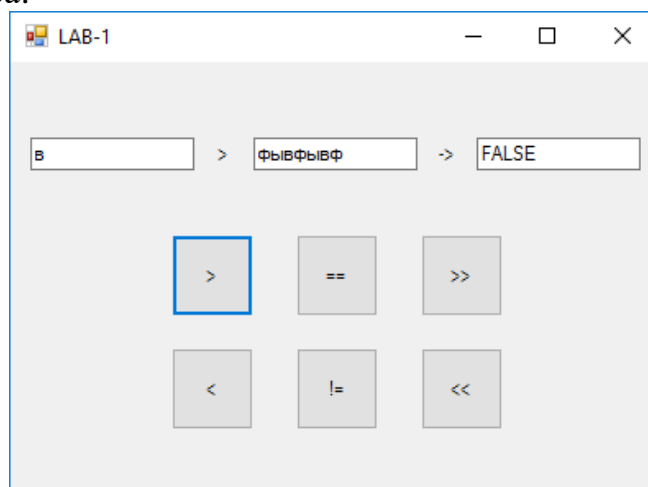 LAB-1
в > фывфывф -> FALSE
> == >>
< != <<